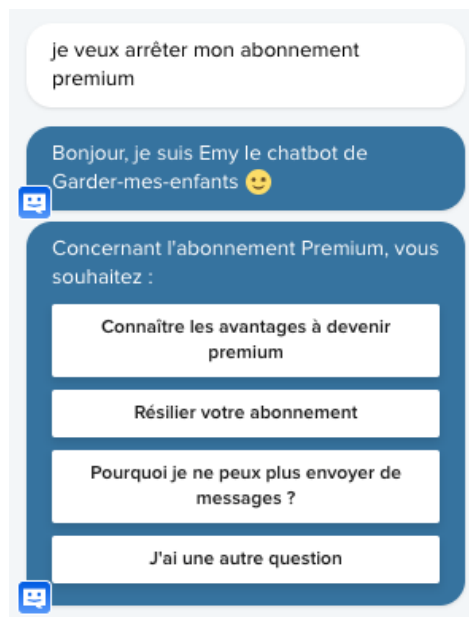 je veux arrêter mon abonnement
premium
Bonjour, je suis Emy le chatbot de
Garder-mes-enfants 🙂
Concernant l'abonnement Premium, vous
souhaitez :
Connaître les avantages à devenir
premium
Résilier votre abonnement
Pourquoi je ne peux plus envoyer de
messages ?
J'ai une autre question